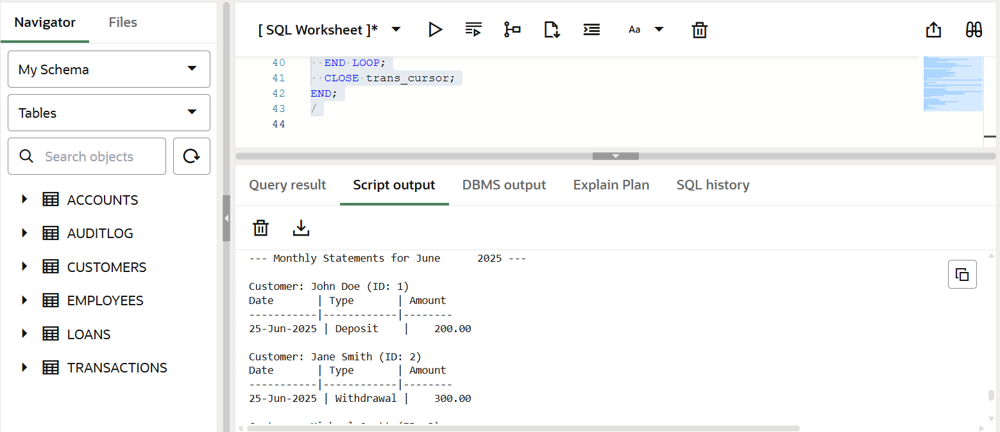 Navigator Files
My Schema
Tables
Search objects
ACCOUNTS
AUDITLOG
CUSTOMERS
EMPLOYEES
LOANS
TRANSACTIONS
[ SQL Worksheet ]* Aa
40 END LOOP;
41 CLOSE trans_cursor;
42 END;
43 /
44
Query result Script output DBMS output Explain Plan SQL history
--- Monthly Statements for June      2025 ---
Customer: John Doe (ID: 1)
Date       | Type       | Amount
-----------|------------|--------
25-Jun-2025 | Deposit    |    200.00
Customer: Jane Smith (ID: 2)
Date       | Type       | Amount
-----------|------------|--------
25-Jun-2025 | Withdrawal |    300.00